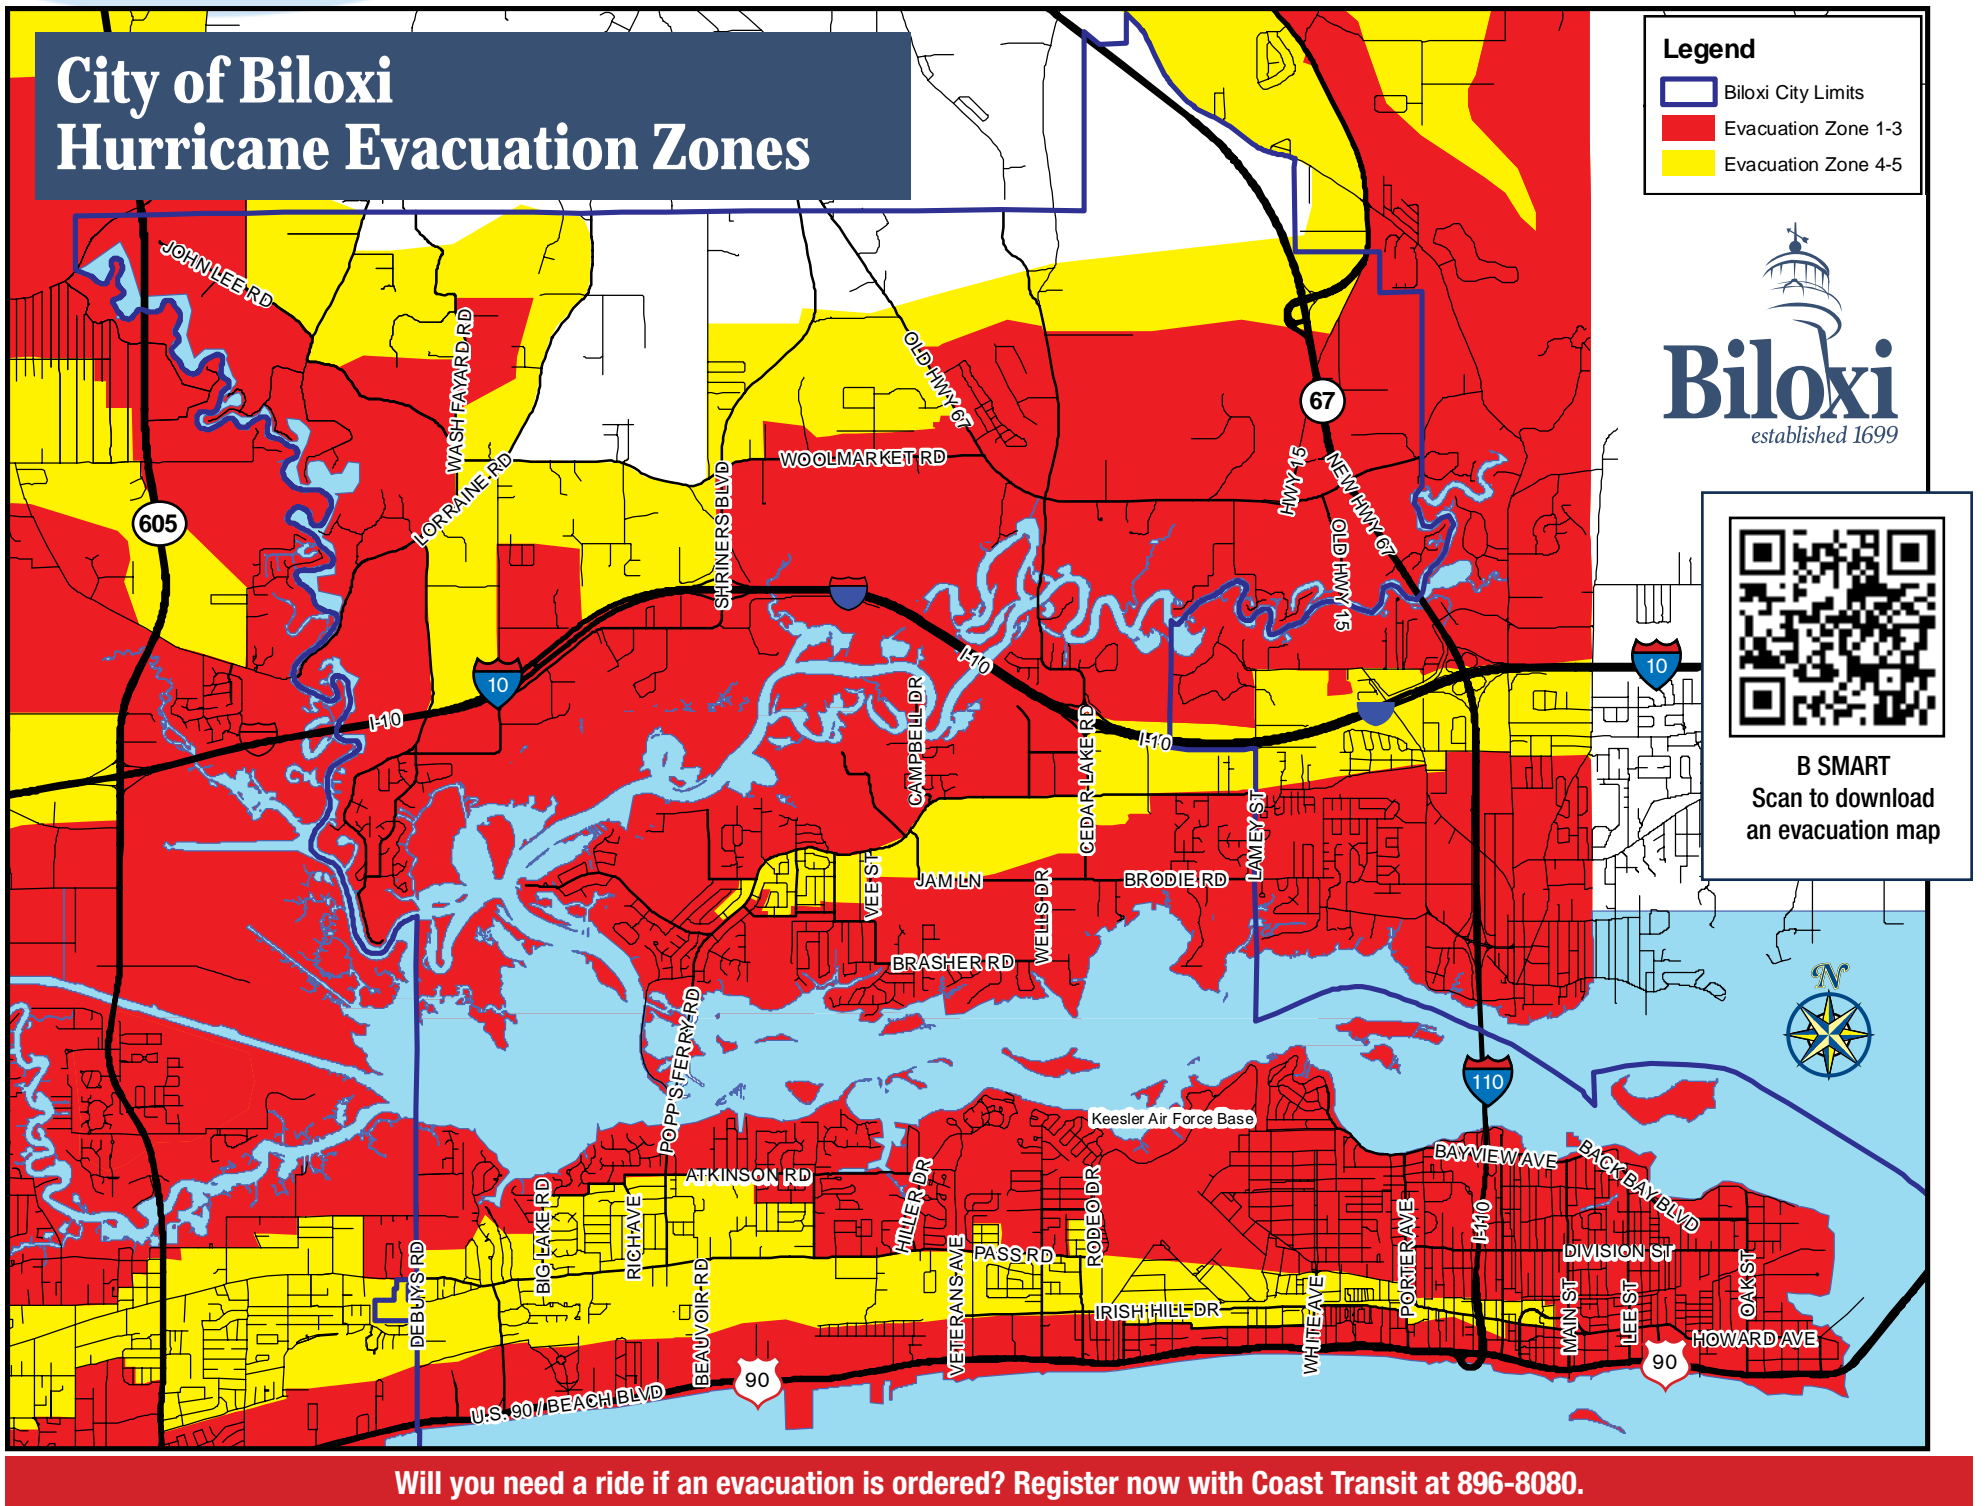 City of Biloxi
Hurricane Evacuation Zones
Legend
Biloxi City Limits
Evacuation Zone 1-3
Evacuation Zone 4-5
Biloxi
established 1699
B SMART
Scan to download
an evacuation map
N
JOHN LEE RD
WASH FAYARD RD
LORRAINE RD
SHRINERS BLVD
OLD HWY 67
WOOLMARKET RD
67
HWY 15
NEW HWY 67
OLD HWY 15
605
10
I-10
I-10
I-10
10
CAMPBELL DR
CEDAR LAKE RD
LAMEY ST
VEE ST
JAM LN
WELLS DR
BRODIE RD
BRASHER RD
POPP'S FERRY RD
110
Keesler Air Force Base
BAYVIEW AVE
BACK BAY BLVD
ATKINSON RD
HILLER DR
RODEO DR
BIG LAKE RD
RICH AVE
PORTER AVE
I-110
DEBUYS RD
BEAUVOIR RD
VETERANS AVE
PASS RD
DIVISION ST
OAK ST
IRISH HILL DR
WHITE AVE
MAIN ST
LEE ST
HOWARD AVE
90
90
U.S. 90 / BEACH BLVD
Will you need a ride if an evacuation is ordered? Register now with Coast Transit at 896-8080.